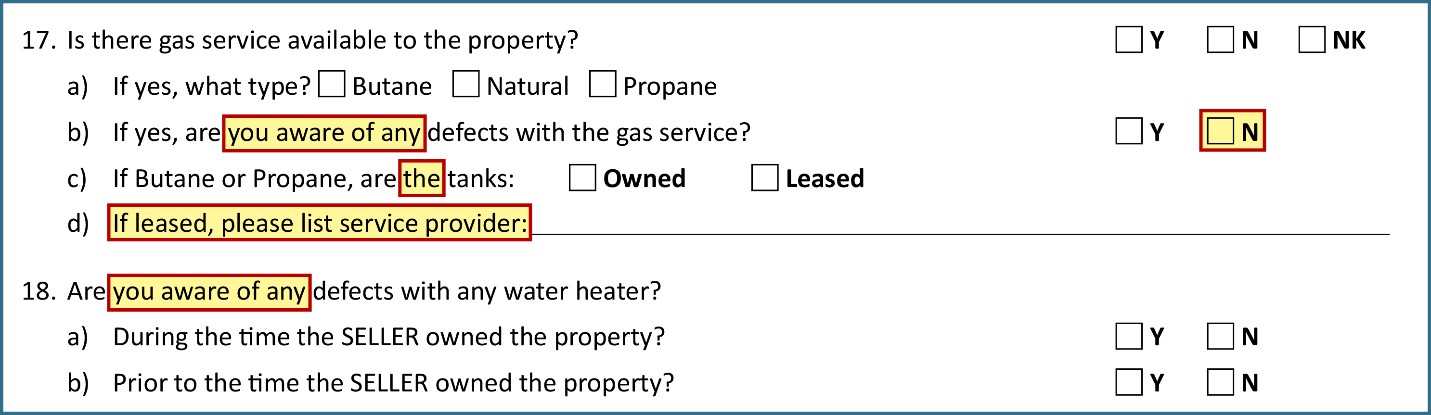 17. Is there gas service available to the property? ☐ Y ☐ N ☐ NK
a) If yes, what type? ☐ Butane ☐ Natural ☐ Propane
b) If yes, are you aware of any defects with the gas service? ☐ Y ☐ N
c) If Butane or Propane, are the tanks: ☐ Owned ☐ Leased
d) If leased, please list service provider:
18. Are you aware of any defects with any water heater?
a) During the time the SELLER owned the property? ☐ Y ☐ N
b) Prior to the time the SELLER owned the property? ☐ Y ☐ N